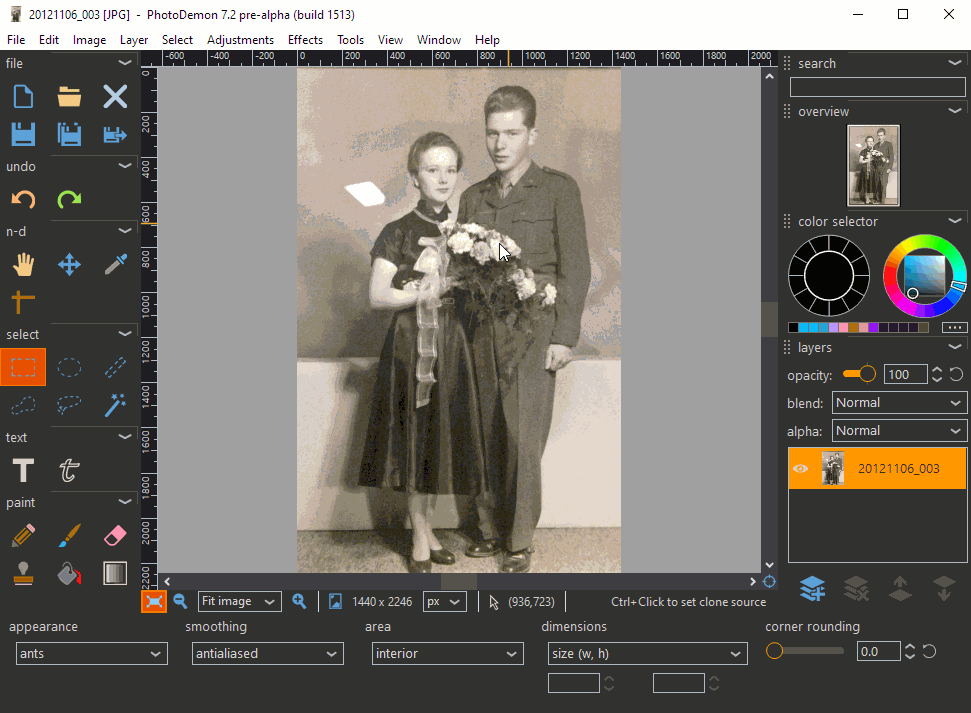 20121106_003 [JPG] - PhotoDemon 7.2 pre-alpha (build 1513)
File Edit Image Layer Select Adjustments Effects Tools View Window Help
file
undo
n-d
select
text
T t
paint
-600 -400 -200 0 200 400 600 800 1000 1200 1400 1600 1800 2000
0
200
400
600
800
1000
1200
1400
1600
1800
2000
2200
search
overview
color selector
layers
opacity: 100
blend: Normal
alpha: Normal
20121106_003
Fit image 1440 x 2246 px (936,723) Ctrl+Click to set clone source
appearance smoothing area dimensions corner rounding
ants antialiased interior size (w, h) 0.0